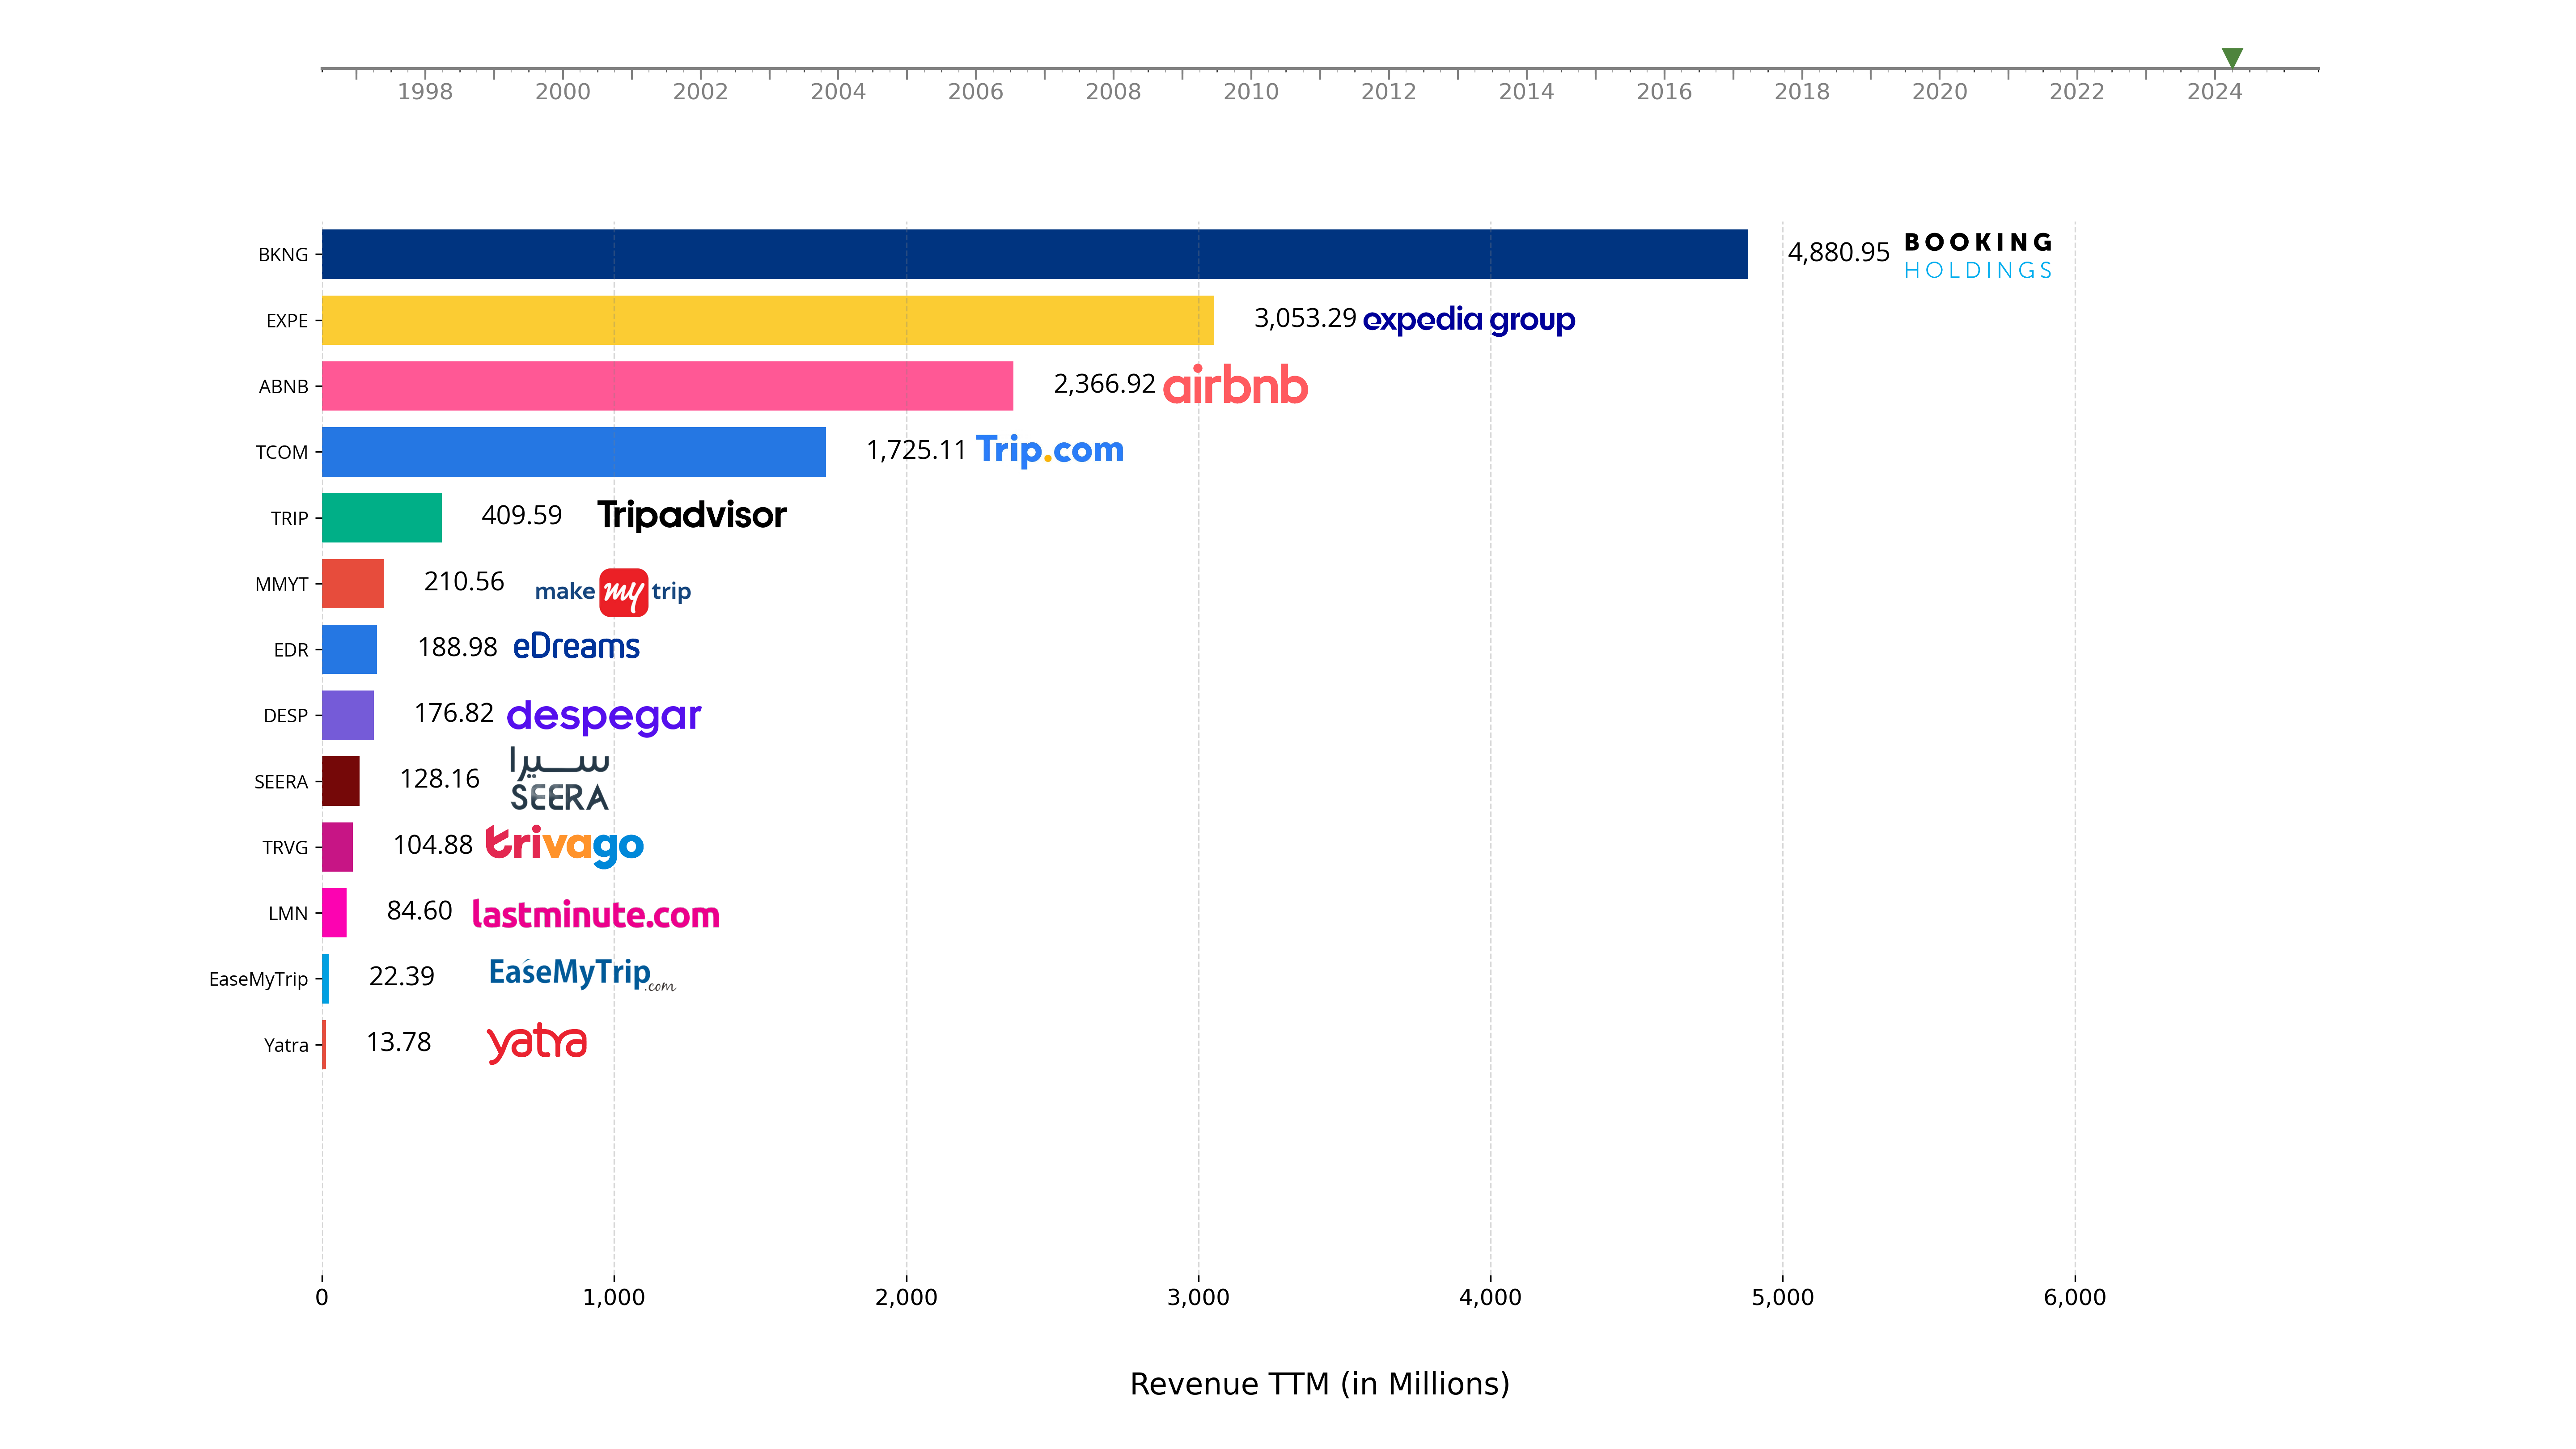 1998 2000 2002 2004 2006 2008 2010 2012 2014 2016 2018 2020 2022 2024
BKNG 4,880.95 BOOKING
HOLDINGS
EXPE 3,053.29 expedia group
ABNB 2,366.92 airbnb
TCOM 1,725.11 Trip.com
TRIP 409.59 Tripadvisor
MMYT 210.56 make my trip
EDR 188.98 eDreams
DESP 176.82 despegar
سيرا
SEERA 128.16 SEERA
TRVG 104.88 trivago
LMN 84.60 lastminute.com
EaseMyTrip 22.39 EaseMyTrip.com
Yatra 13.78 yatra
0 1,000 2,000 3,000 4,000 5,000 6,000
Revenue TTM (in Millions)